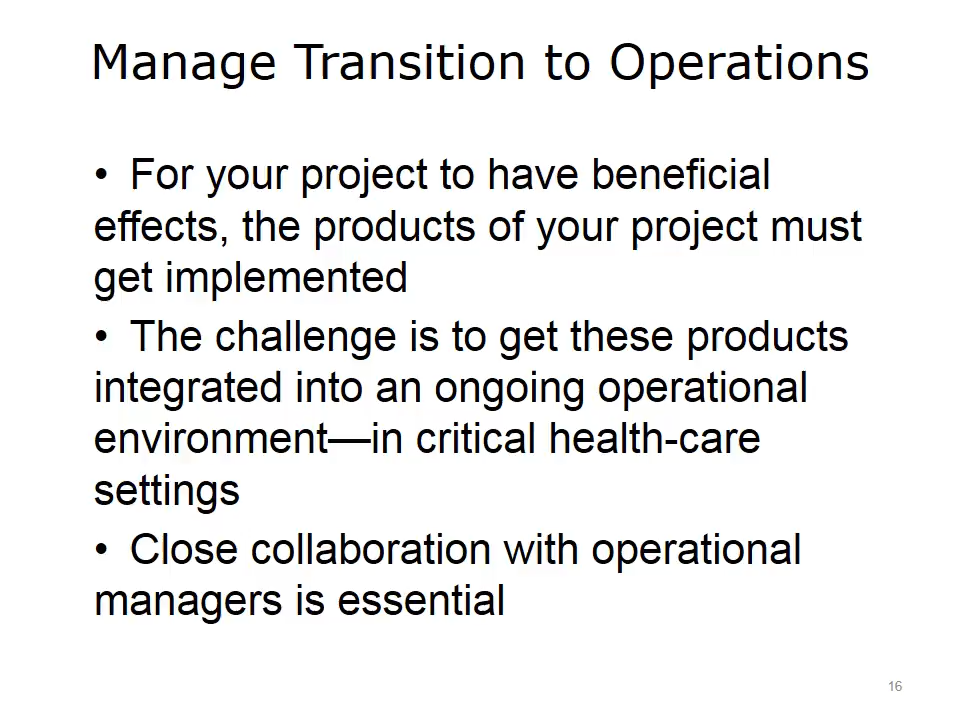 Manage Transition to Operations
• For your project to have beneficial
effects, the products of your project must
get implemented
• The challenge is to get these products
integrated into an ongoing operational
environment—in critical health-care
settings
• Close collaboration with operational
managers is essential
16